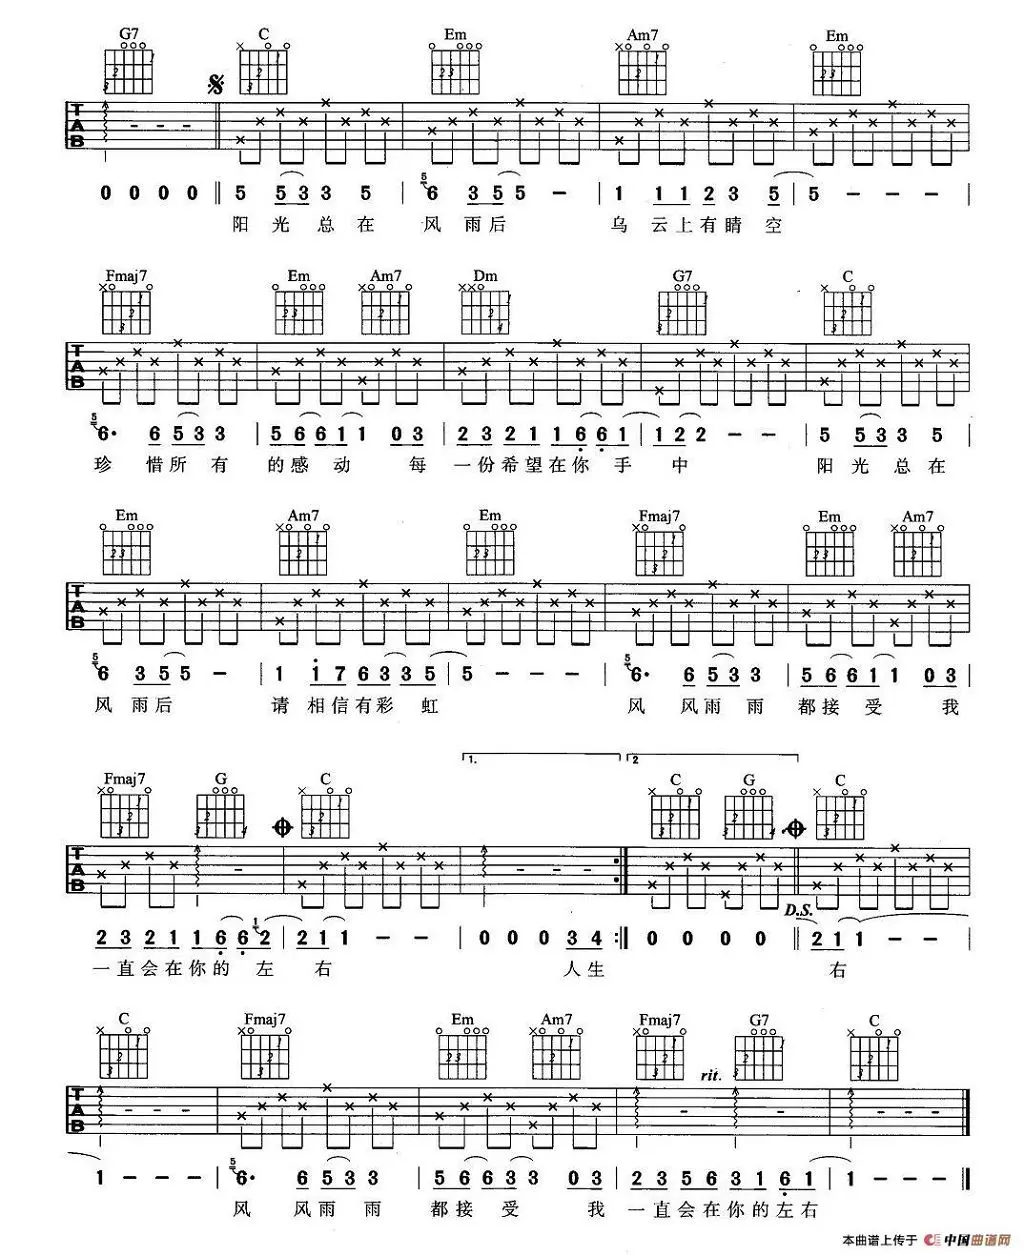 G7 C Em Am7 Em
0 0 0 0 5 5 3 3 5 5 6 3 5 5 – 1 1 1 2 3 5 5 – –
阳 光 总 在 风 雨 后 乌 云 上 有 晴 空
Fmaj7 Em Am7 Dm G7 C
5 6· 6 5 3 3 5 6 6 1 1 0 3 2 3 2 1 1 6 6 1 1 2 2 – – 5 5 3 3 5
珍 惜 所 有 的 感 动 每 一 份 希 望 在 你 手 中 阳 光 总 在
Em Am7 Em Fmaj7 Em Am7
5 6 3 5 5 – 1 1 7 6 3 3 5 5 – – – 5 6· 6 5 3 3 5 6 6 1 1 0 3
风 雨 后 请 相 信 有 彩 虹 风 风 雨 雨 都 接 受 我
1. 2
Fmaj7 G C C G C
D.S.
2 3 2 1 1 6 6 1 2 2 1 1 – – 0 0 0 3 4 0 0 0 0 2 1 1 – –
一 直 会 在 你 的 左 右 人 生 右
C Fmaj7 Em Am7 Fmaj7 G7 C
rit.
1 – – – 5 6· 6 5 3 3 5 6 6 3 3 0 3 2 3 5 6 3 1 6 1 1 – – –
风 风 雨 雨 都 接 受 我 一 直 会 在 你 的 左 右
本曲谱上传于 中国曲谱网